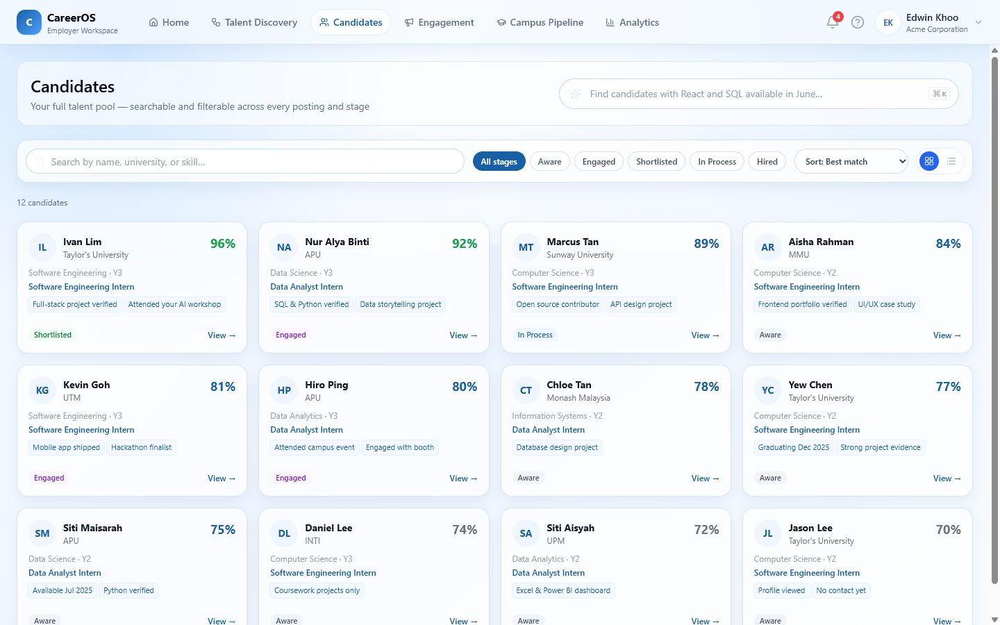 C
CareerOS
Employer Workspace
Home
Talent Discovery
Candidates
Engagement
Campus Pipeline
Analytics
4
EK
Edwin Khoo
Acme Corporation
Candidates
Your full talent pool — searchable and filterable across every posting and stage
Find candidates with React and SQL available in June...
⌘K
Search by name, university, or skill...
All stages
Aware
Engaged
Shortlisted
In Process
Hired
Sort: Best match
12 candidates
IL
Ivan Lim
Taylor's University
96%
Software Engineering · Y3
Software Engineering Intern
Full-stack project verified
Attended your AI workshop
Shortlisted
View →
NA
Nur Alya Binti
APU
92%
Data Science · Y3
Data Analyst Intern
SQL & Python verified
Data storytelling project
Engaged
View →
MT
Marcus Tan
Sunway University
89%
Computer Science · Y3
Software Engineering Intern
Open source contributor
API design project
In Process
View →
AR
Aisha Rahman
MMU
84%
Computer Science · Y2
Software Engineering Intern
Frontend portfolio verified
UI/UX case study
Aware
View →
KG
Kevin Goh
UTM
81%
Software Engineering · Y3
Software Engineering Intern
Mobile app shipped
Hackathon finalist
Engaged
View →
HP
Hiro Ping
APU
80%
Data Analytics · Y3
Data Analyst Intern
Attended campus event
Engaged with booth
Engaged
View →
CT
Chloe Tan
Monash Malaysia
78%
Information Systems · Y2
Data Analyst Intern
Database design project
Aware
View →
YC
Yew Chen
Taylor's University
77%
Computer Science · Y2
Software Engineering Intern
Graduating Dec 2025
Strong project evidence
Aware
View →
SM
Siti Maisarah
APU
75%
Data Science · Y2
Data Analyst Intern
Available Jul 2025
Python verified
Aware
View →
DL
Daniel Lee
INTI
74%
Computer Science · Y3
Software Engineering Intern
Coursework projects only
Aware
View →
SA
Siti Aisyah
UPM
72%
Data Analytics · Y2
Data Analyst Intern
Excel & Power BI dashboard
Aware
View →
JL
Jason Lee
Taylor's University
70%
Computer Science · Y2
Software Engineering Intern
Profile viewed
No contact yet
Aware
View →